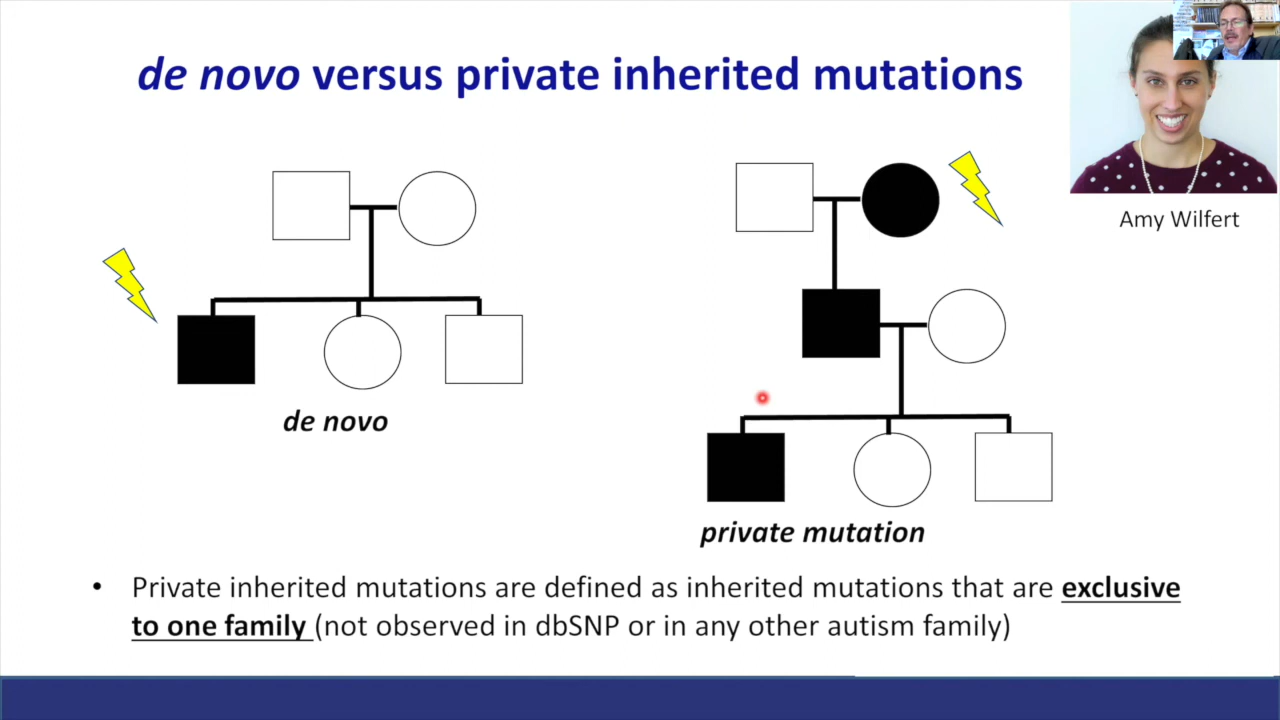 de novo versus private inherited mutations
Amy Wilfert
de novo
private mutation
• Private inherited mutations are defined as inherited mutations that are exclusive
to one family (not observed in dbSNP or in any other autism family)